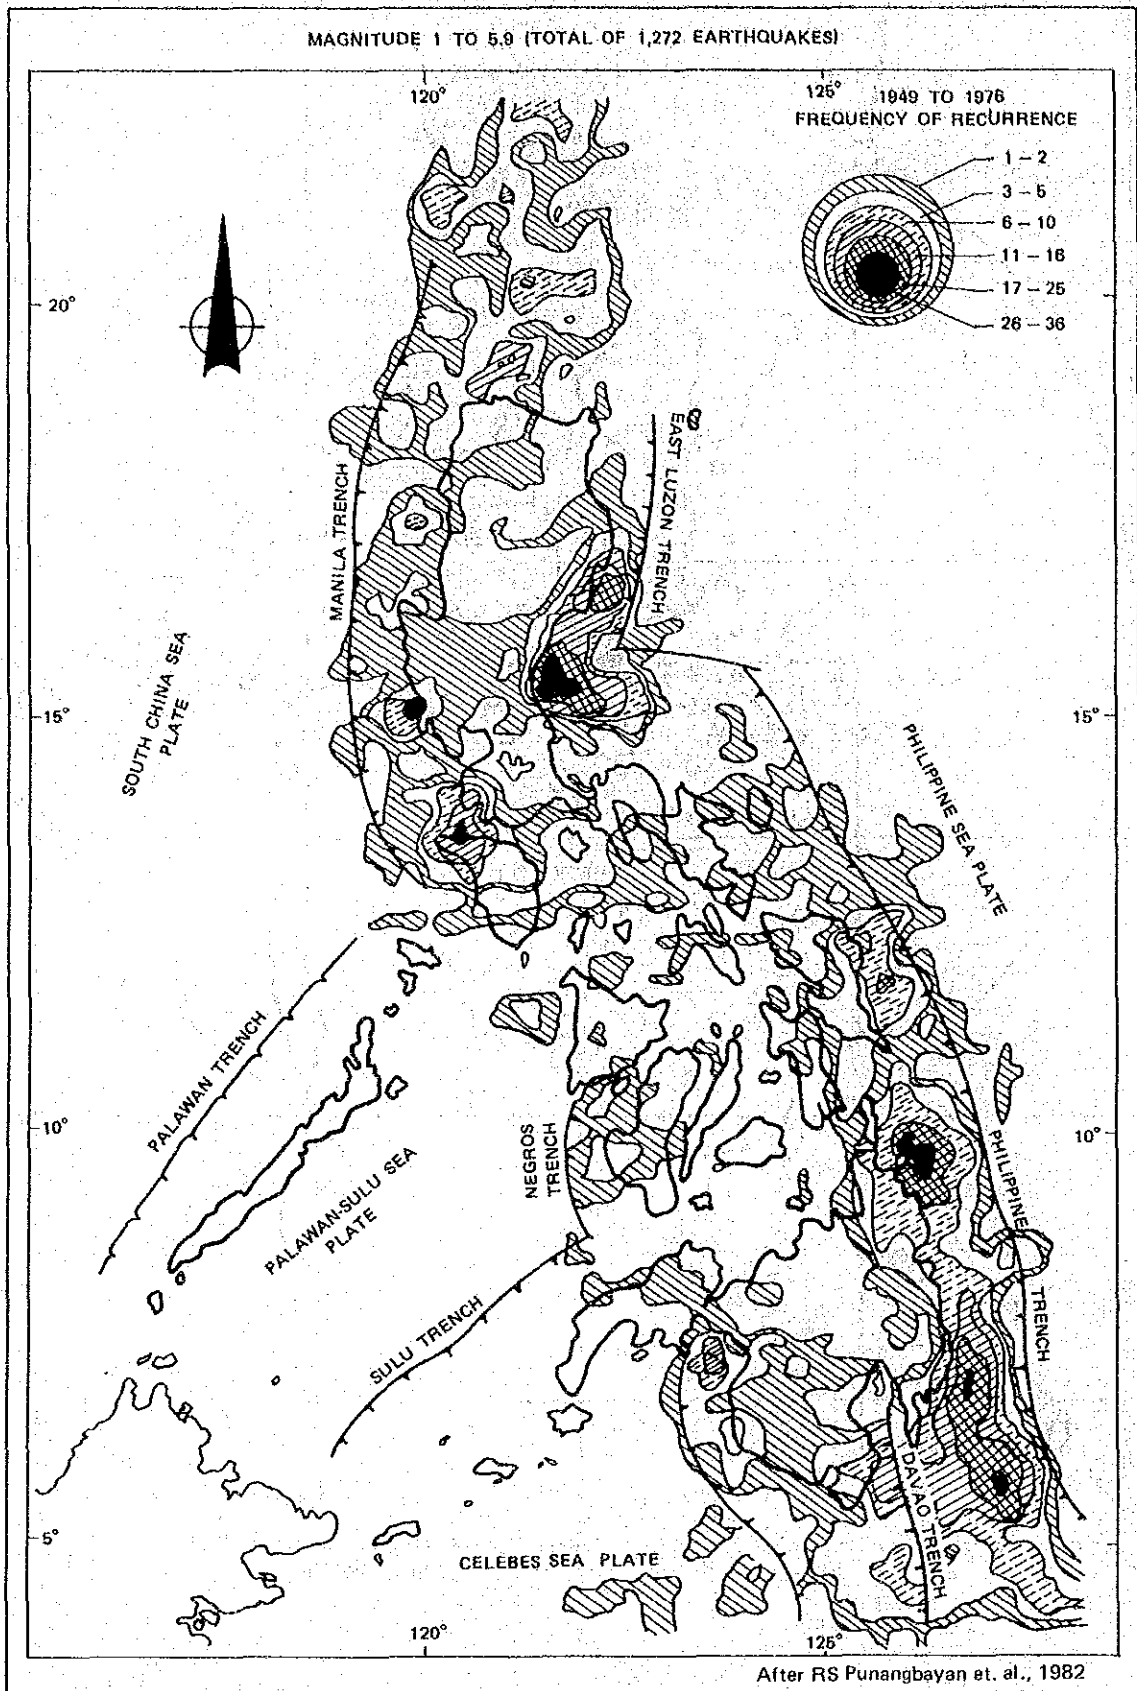 MAGNITUDE 1 TO 5.9 (TOTAL OF 1,272 EARTHQUAKES)
120°
125°
1949 TO 1976
FREQUENCY OF RECURRENCE
1 – 2
3 – 5
6 – 10
11 – 16
17 – 25
26 – 36
20°
EAST LUZON TRENCH
MANILA TRENCH
SOUTH CHINA SEA
PLATE
15°
15°
PHILIPPINE SEA PLATE
PALAWAN TRENCH
10°
10°
NEGROS
TRENCH
PHILIPPINE
TRENCH
PALAWAN-SULU SEA
PLATE
SULU TRENCH
DAVAO TRENCH
5°
CELEBES SEA PLATE
120°
125°
After RS Punangbayan et. al., 1982